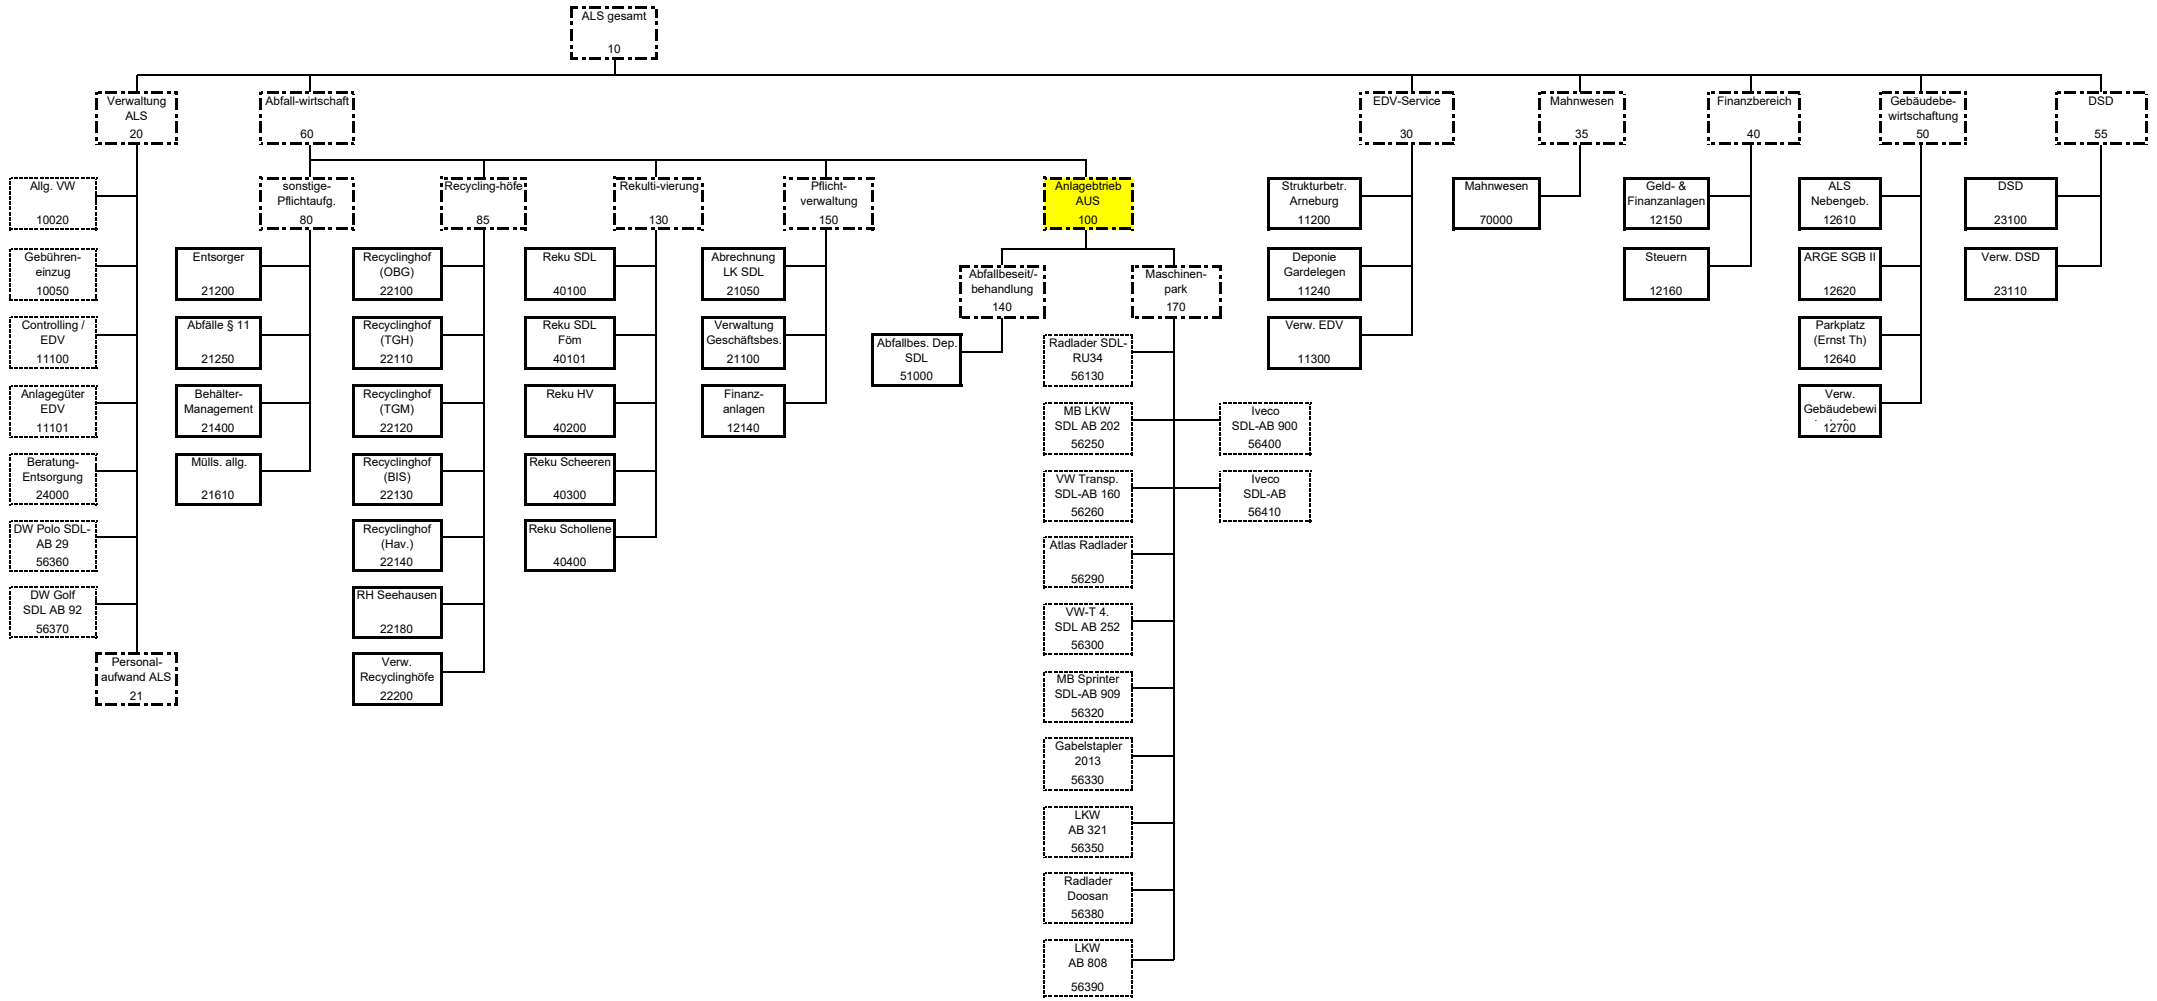 ALS gesamt
10
Verwaltung
ALS
20
Abfall-wirtschaft
60
EDV-Service
30
Mahnwesen
35
Finanzbereich
40
Gebäudebe-
wirtschaftung
50
DSD
55
Allg. VW
10020
Gebühren-
einzug
10050
Controlling /
EDV
11100
Anlagegüter
EDV
11101
Beratung-
Entsorgung
24000
DW Polo SDL-
AB 29
56360
DW Golf
SDL AB 92
56370
Personal-
aufwand ALS
21
sonstige-
Pflichtaufg.
80
Entsorger
21200
Abfälle § 11
21250
Behälter-
Management
21400
Mülls. allg.
21610
Recycling-höfe
85
Recyclinghof
(OBG)
22100
Recyclinghof
(TGH)
22110
Recyclinghof
(TGM)
22120
Recyclinghof
(BIS)
22130
Recyclinghof
(Hav.)
22140
RH Seehausen
22180
Verw.
Recyclinghöfe
22200
Rekulti-vierung
130
Reku SDL
40100
Reku SDL
Föm
40101
Reku HV
40200
Reku Scheeren
40300
Reku Schollene
40400
Pflicht-
verwaltung
150
Abrechnung
LK SDL
21050
Verwaltung
Geschäftsbes.
21100
Finanz-
anlagen
12140
Anlagebtrieb
AUS
100
Abfallbeseit/-
behandlung
140
Abfallbes. Dep.
SDL
51000
Maschinen-
park
170
Radlader SDL-
RU34
56130
MB LKW
SDL AB 202
56250
Iveco
SDL-AB 900
56400
VW Transp.
SDL-AB 160
56260
Iveco
SDL-AB
56410
Atlas Radlader
56290
VW-T 4.
SDL AB 252
56300
MB Sprinter
SDL-AB 909
56320
Gabelstapler
2013
56330
LKW
AB 321
56350
Radlader
Doosan
56380
LKW
AB 808
56390
Strukturbetr.
Arneburg
11200
Deponie
Gardelegen
11240
Verw. EDV
11300
Mahnwesen
70000
Geld- &
Finanzanlagen
12150
Steuern
12160
ALS
Nebengeb.
12610
ARGE SGB II
12620
Parkplatz
(Ernst Th)
12640
Verw.
Gebäudebewi
12700
DSD
23100
Verw. DSD
23110